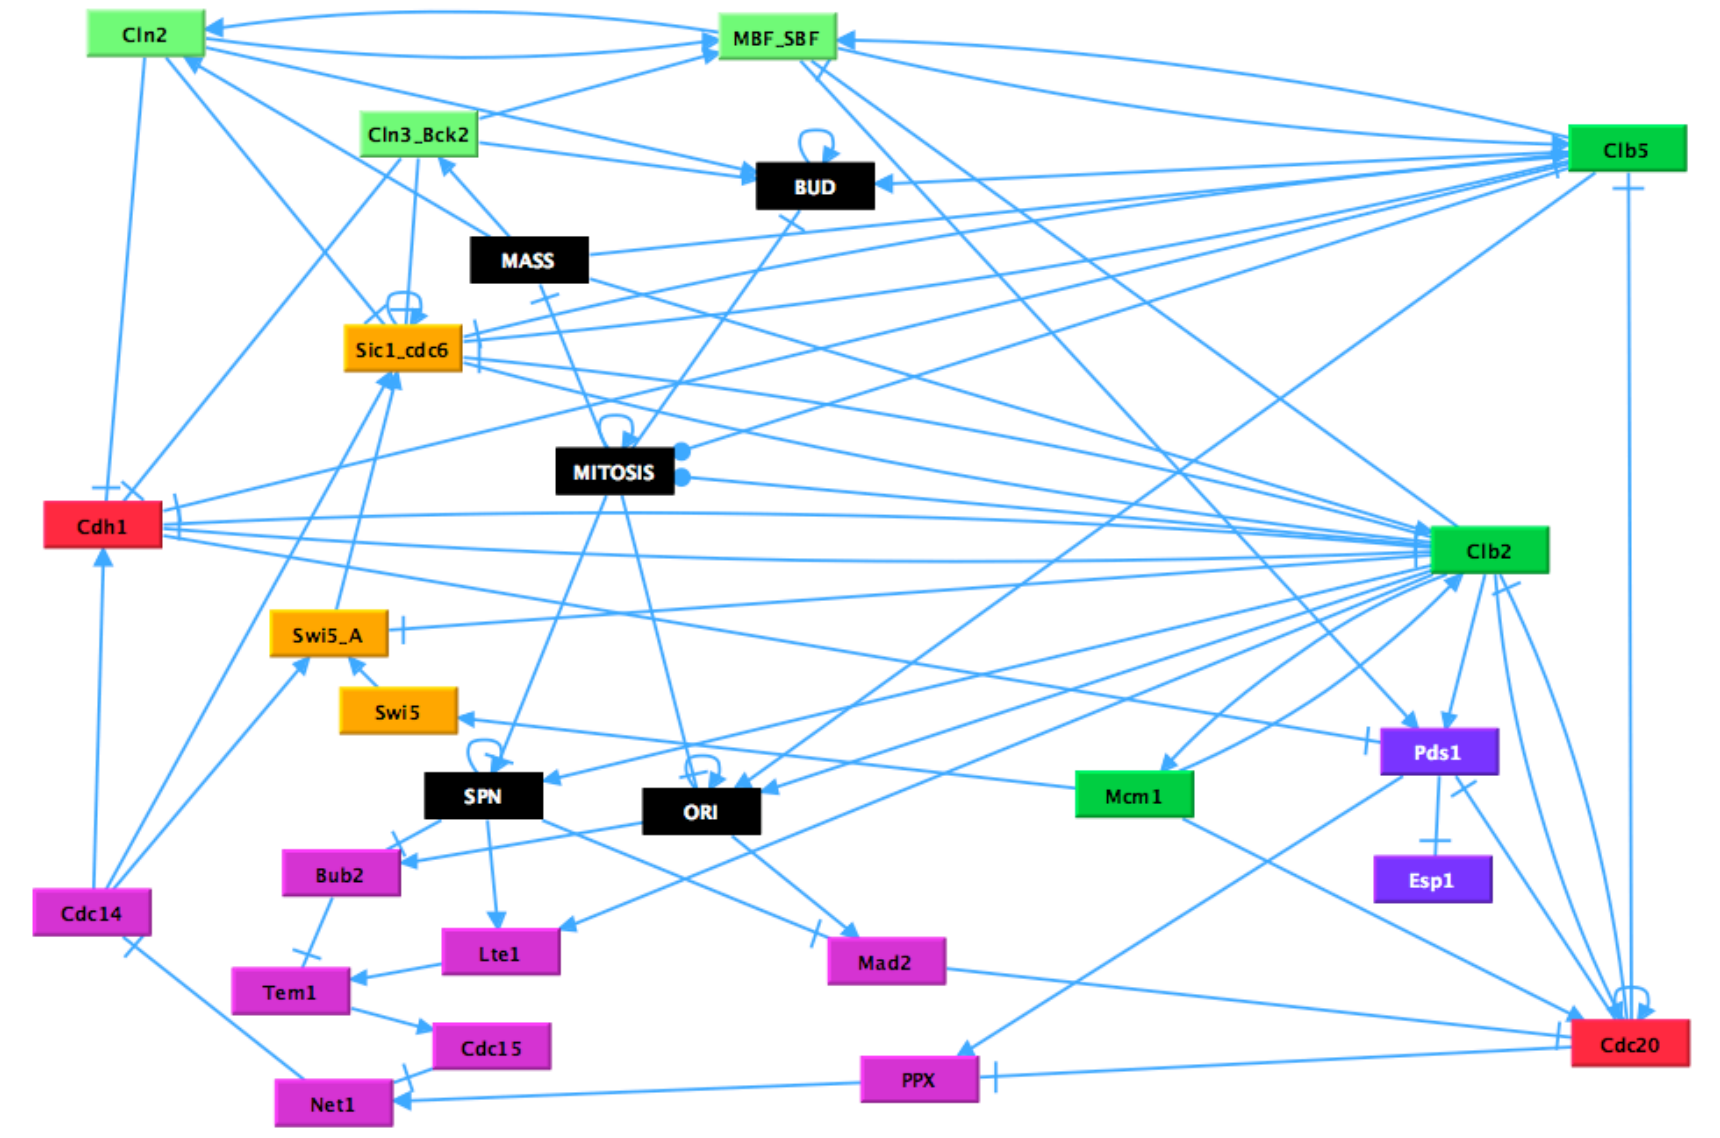 Cln2
MBF_SBF
Cln3_Bck2
Clb5
BUD
MASS
Sic1_cdc6
MITOSIS
Cdh1
Clb2
Swi5_A
Swi5
Pds1
SPN
ORI
Mcm1
Bub2
Esp1
Cdc14
Lte1
Mad2
Tem1
Cdc15
Cdc20
PPX
Net1